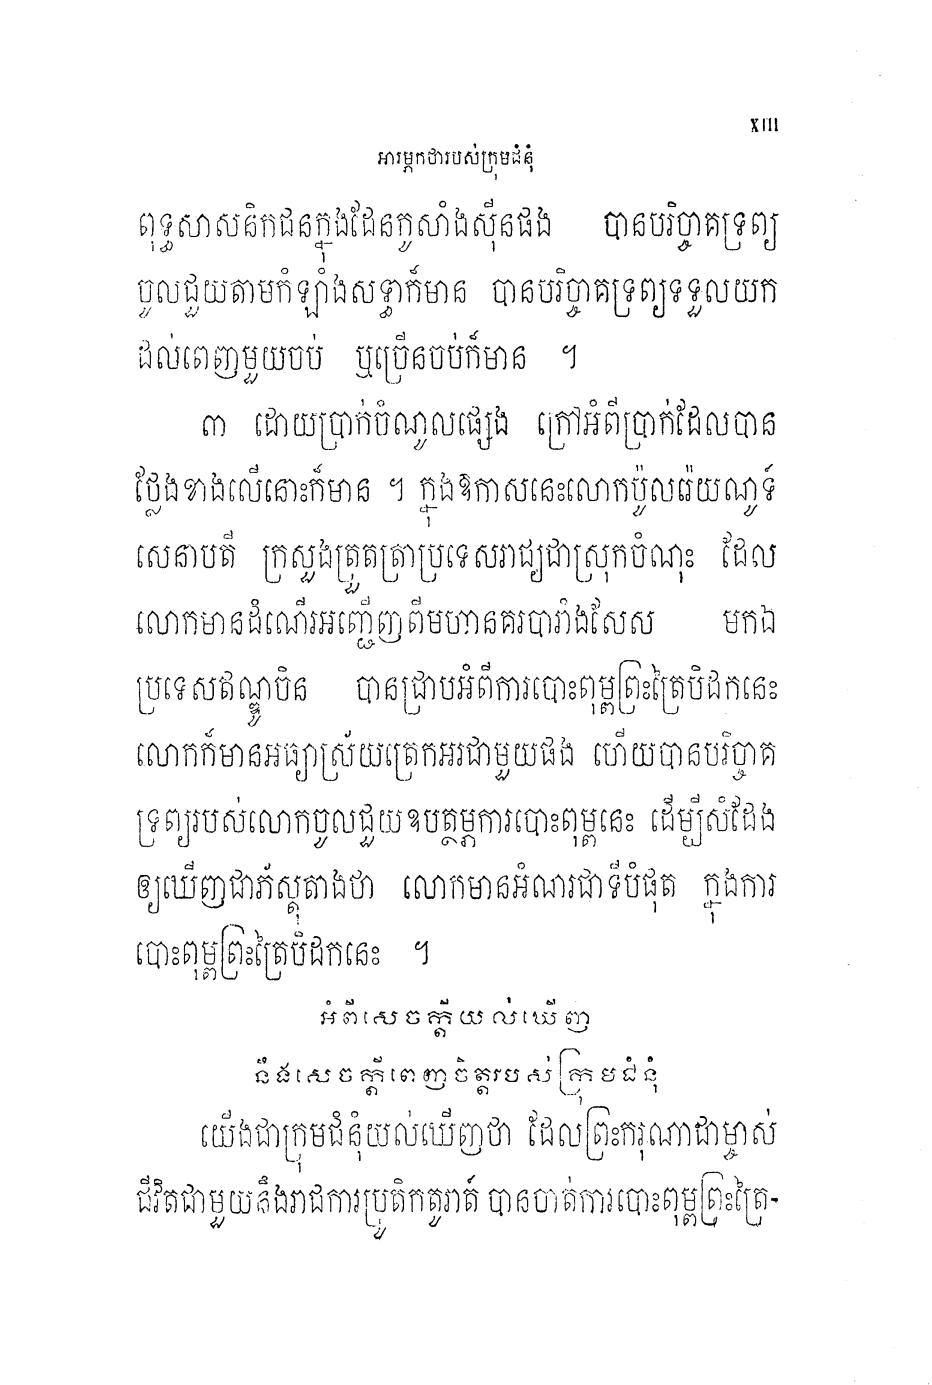 XIII
អារម្ភកថារបស់ក្រុមជំនុំ
ពុទ្ធសាសនិកជនក្នុងដែនកូសាំងស៊ីនផង បានបរិច្ចាគទ្រព្យ
ចូលជួយតាមកំឡាំងសទ្ធាក៏មាន បានបរិច្ចាគទ្រព្យទទួលយក
ដល់ពេញមួយចប់ ឬច្រើនចប់ក៏មាន ។
៣ ដោយប្រាក់ចំណូលផ្សេង ក្រៅអំពីប្រាក់ដែលបាន
ថ្លែងខាងលើនោះក៏មាន ។ ក្នុងឱកាសនេះលោកប៉ូលរ៉េយណូទ៍
សេនាបតី ក្រសួងត្រួតត្រាប្រទេសរាជ្យជាស្រុកចំណុះ ដែល
លោកមានដំណើរអញ្ជើញពីមហានគរបារាំងសែស មកឯ
ប្រទេសឥណ្ឌូចិន បានជ្រាបអំពីការបោះពុម្ពព្រះត្រៃបិដកនេះ
លោកក៏មានអធ្យាស្រ័យត្រេកអរជាមួយផង ហើយបានបរិច្ចាគ
ទ្រព្យរបស់លោកចូលជួយឧបត្ថម្ភការបោះពុម្ពនេះ ដើម្បីសំដែង
ឲ្យឃើញជាភ័ស្តុតាងថា លោកមានអំណរជាទីបំផុត ក្នុងការ
បោះពុម្ពព្រះត្រៃបិដកនេះ ។
អំពីសេចក្តីយល់ឃើញ
នឹងសេចក្តីពេញចិត្តរបស់ក្រុមជំនុំ
យើងជាក្រុមជំនុំយល់ឃើញថា ដែលព្រះករុណាជាម្ចាស់
ជីវិតជាមួយនឹងរាជការប្រូតិកតូរាត៍ បានចាត់ការបោះពុម្ពព្រះត្រៃ-